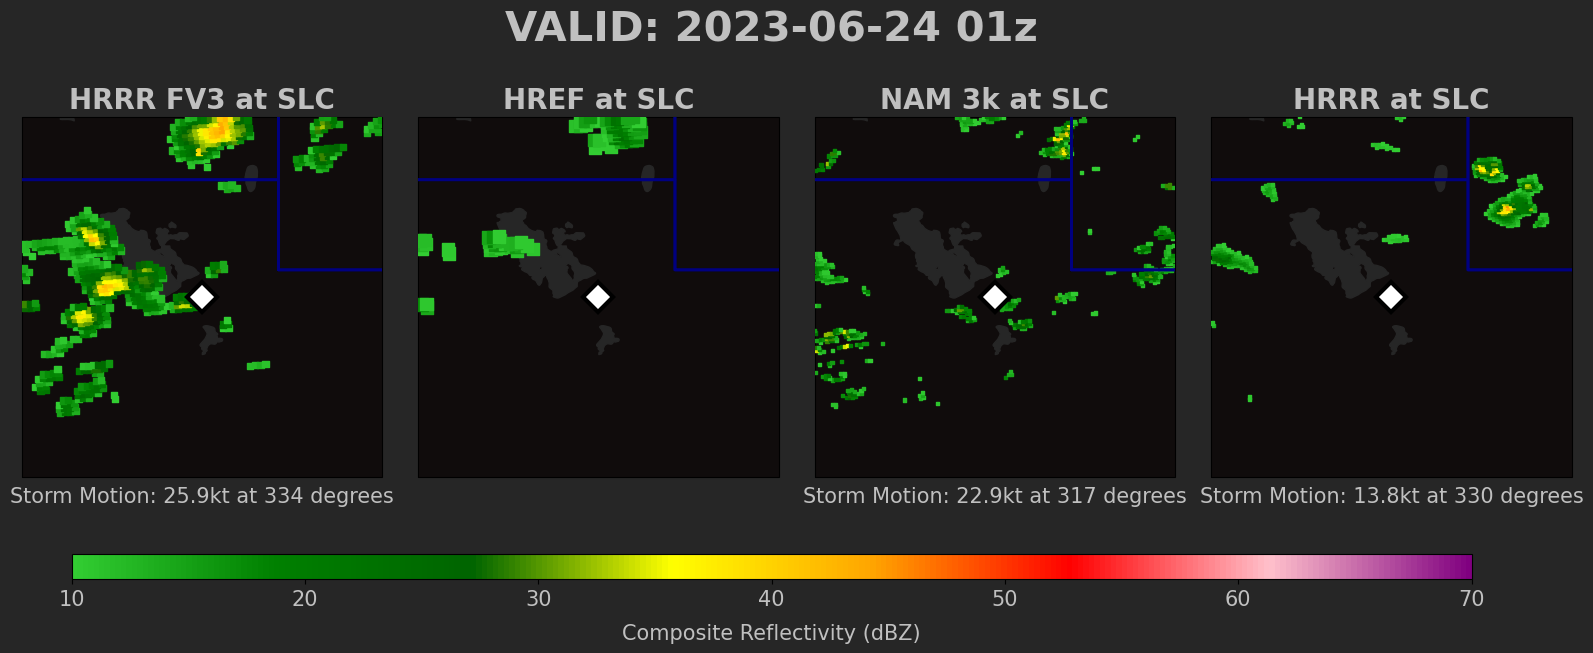 VALID: 2023-06-24 01z
HRRR FV3 at SLC
HREF at SLC
NAM 3k at SLC
HRRR at SLC
Storm Motion: 25.9kt at 334 degrees
Storm Motion: 22.9kt at 317 degrees
Storm Motion: 13.8kt at 330 degrees
10 20 30 40 50 60 70
Composite Reflectivity (dBZ)